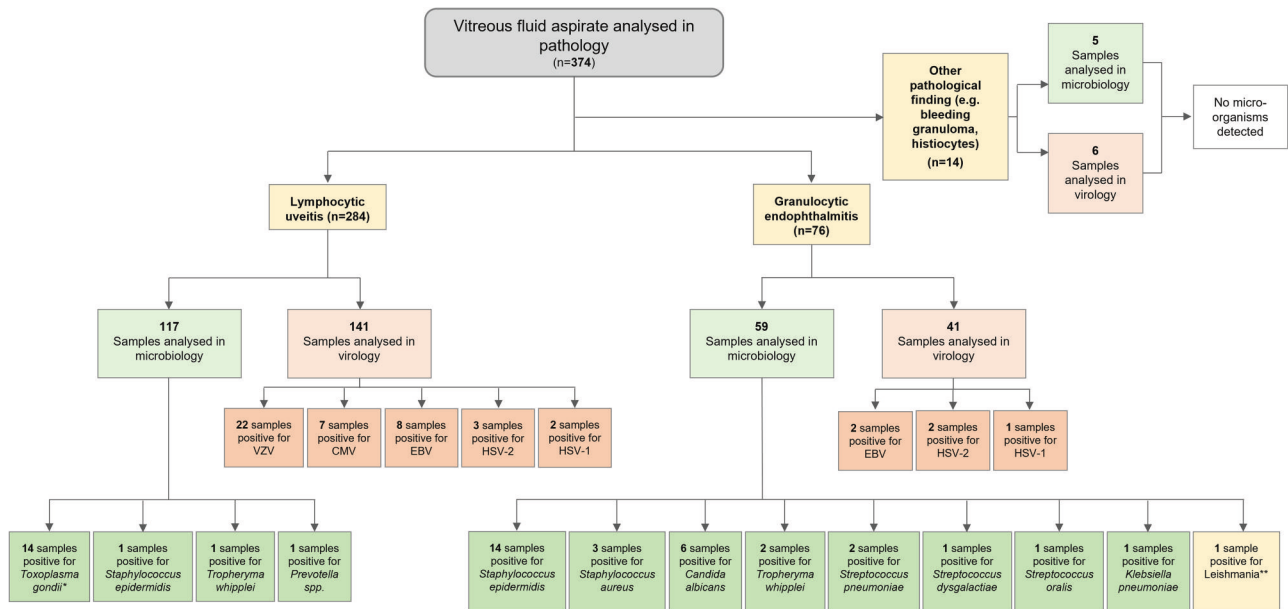 Vitreous fluid aspirate analysed in
pathology
(n=374)
Other
pathological
finding (e.g.
bleeding
granuloma,
histiocytes)
(n=14)
5
Samples
analysed in
microbiology
6
Samples
analysed in
virology
No micro-
organisms
detected
Lymphocytic
uveitis (n=284)
Granulocytic
endophthalmitis
(n=76)
117
Samples analysed in
microbiology
141
Samples analysed in
virology
59
Samples analysed in
microbiology
41
Samples analysed in
virology
22 samples
positive for
VZV
7 samples
positive for
CMV
8 samples
positive for
EBV
3 samples
positive for
HSV-2
2 samples
positive for
HSV-1
2 samples
positive for
EBV
2 samples
positive for
HSV-2
1 samples
positive for
HSV-1
14 samples
positive for
Toxoplasma
gondii*
1 samples
positive for
Staphylococcus
epidermidis
1 samples
positive for
Tropheryma
whipplei
1 samples
positive for
Prevotella
spp.
14 samples
positive for
Staphylococcus
epidermidis
3 samples
positive for
Staphylococcus
aureus
6 samples
positive for
Candida
albicans
2 samples
positive for
Tropheryma
whipplei
2 samples
positive for
Streptococcus
pneumoniae
1 samples
positive for
Streptococcus
dysgalactiae
1 samples
positive for
Streptococcus
oralis
1 samples
positive for
Klebsiella
pneumoniae
1 sample
positive for
Leishmania**